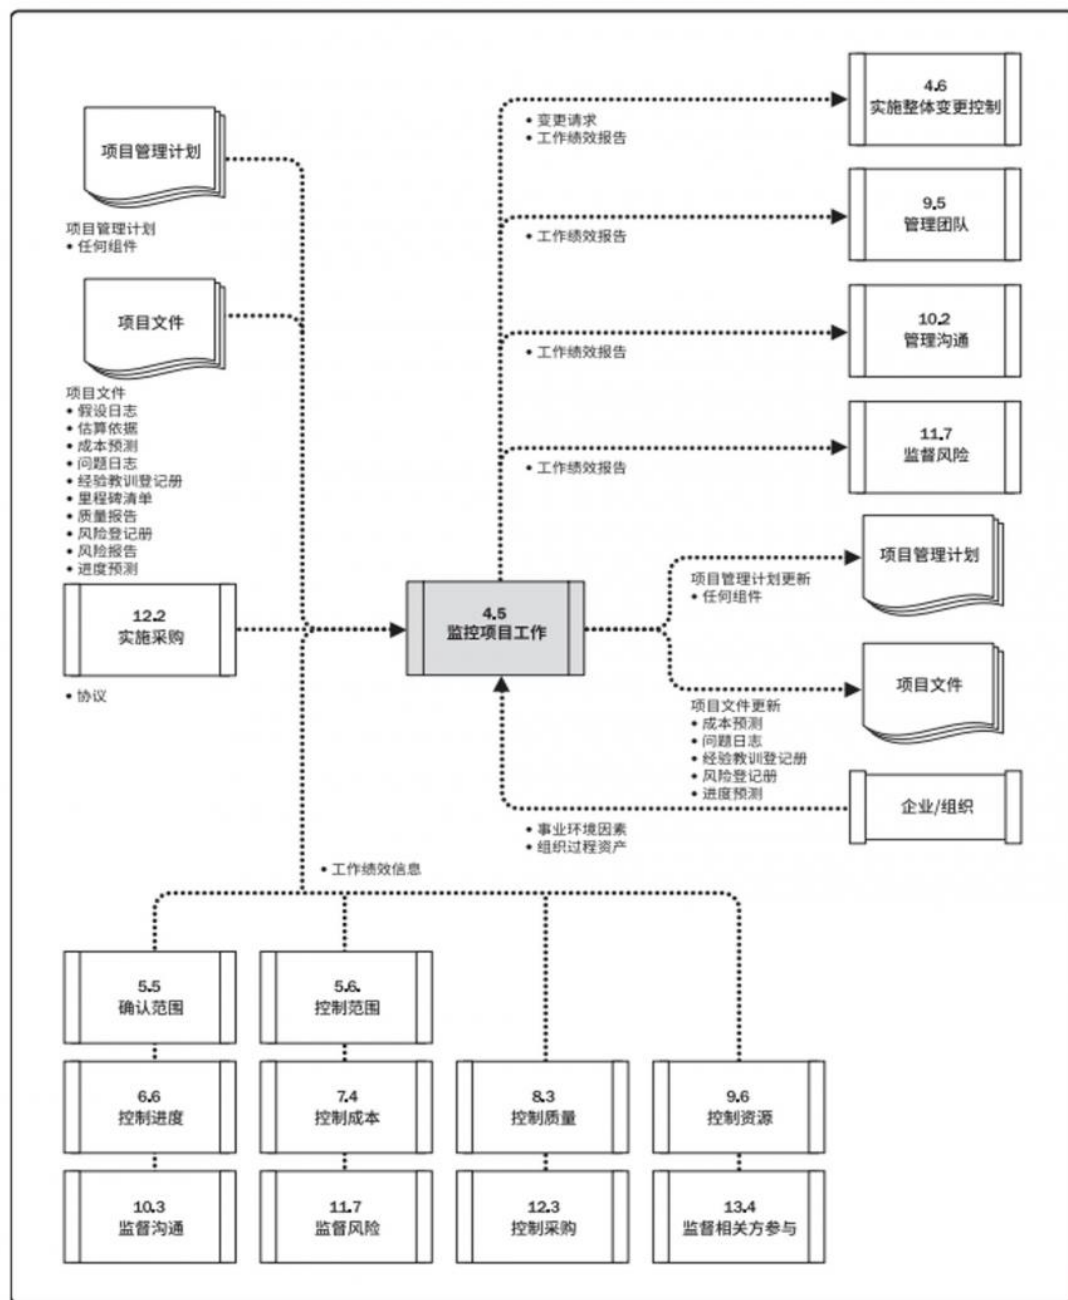 项目管理计划
项目管理计划
• 任何组件
项目文件
项目文件
• 假设日志
• 估算依据
• 成本预测
• 问题日志
• 经验教训登记册
• 里程碑清单
• 质量报告
• 风险登记册
• 风险报告
• 进度预测
12.2
实施采购
• 协议
4.5
监控项目工作
• 变更请求
• 工作绩效报告
4.6
实施整体变更控制
• 工作绩效报告
9.5
管理团队
• 工作绩效报告
10.2
管理沟通
• 工作绩效报告
11.7
监督风险
项目管理计划更新
• 任何组件
项目管理计划
项目文件更新
• 成本预测
• 问题日志
• 经验教训登记册
• 风险登记册
• 进度预测
项目文件
• 事业环境因素
• 组织过程资产
企业/组织
• 工作绩效信息
5.5
确认范围
5.6.
控制范围
6.6
控制进度
7.4
控制成本
8.3
控制质量
9.6
控制资源
10.3
监督沟通
11.7
监督风险
12.3
控制采购
13.4
监督相关方参与